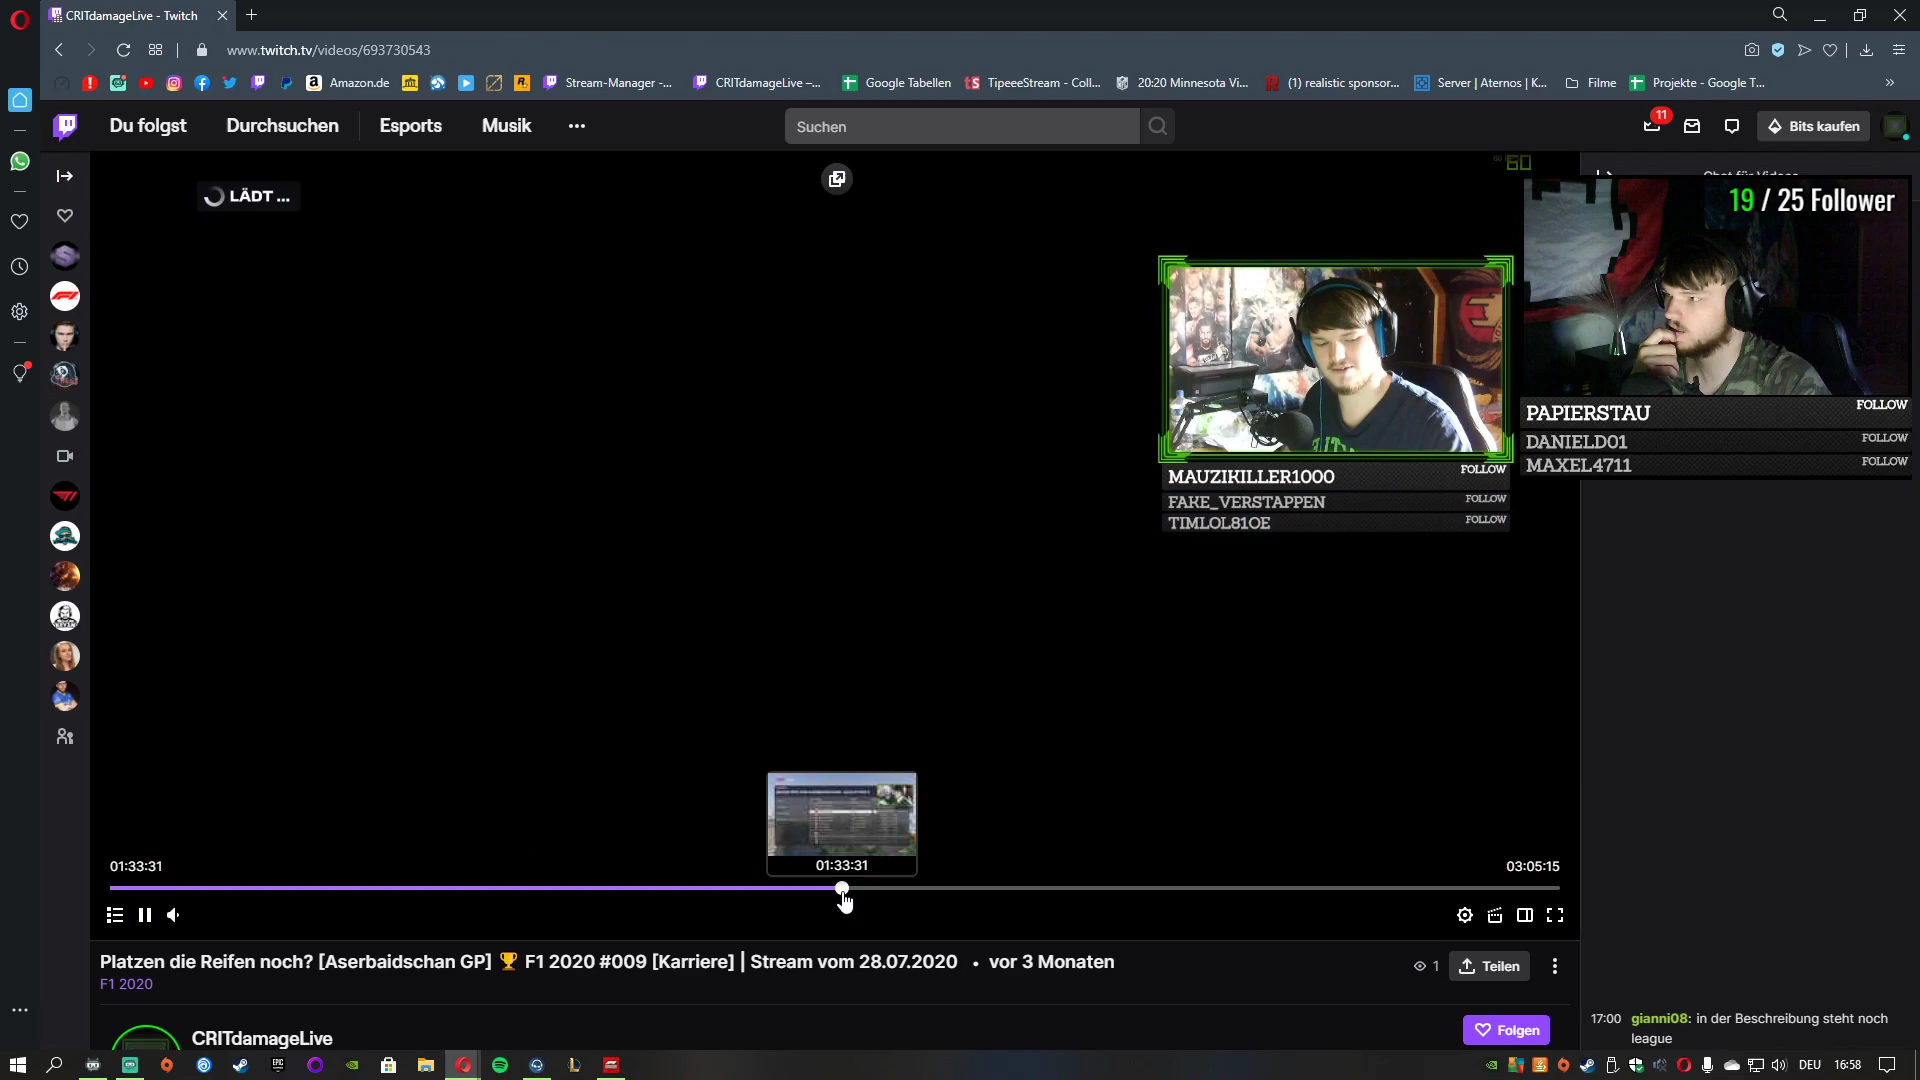 CRITdamageLive - Twitch
www.twitch.tv/videos/693730543
Amazon.de
Stream-Manager -...
CRITdamageLive –...
Google Tabellen
TipeeeStream - Coll...
20:20 Minnesota Vi...
(1) realistic sponsor...
Server | Aternos | K...
Filme
Projekte - Google T...
Du folgst
Durchsuchen
Esports
Musik
Suchen
11
Bits kaufen
LÄDT ...
60
19 / 25 Follower
PAPIERSTAU FOLLOW
DANIELD01 FOLLOW
MAXEL4711 FOLLOW
MAUZIKILLER1000 FOLLOW
FAKE_VERSTAPPEN FOLLOW
TIMLOL81OE FOLLOW
01:33:31
01:33:31
03:05:15
Platzen die Reifen noch? [Aserbaidschan GP] 🏆 F1 2020 #009 [Karriere] | Stream vom 28.07.2020 • vor 3 Monaten
F1 2020
1
Teilen
CRITdamageLive
Folgen
17:00 gianni08: in der Beschreibung steht noch
league
DEU
16:58